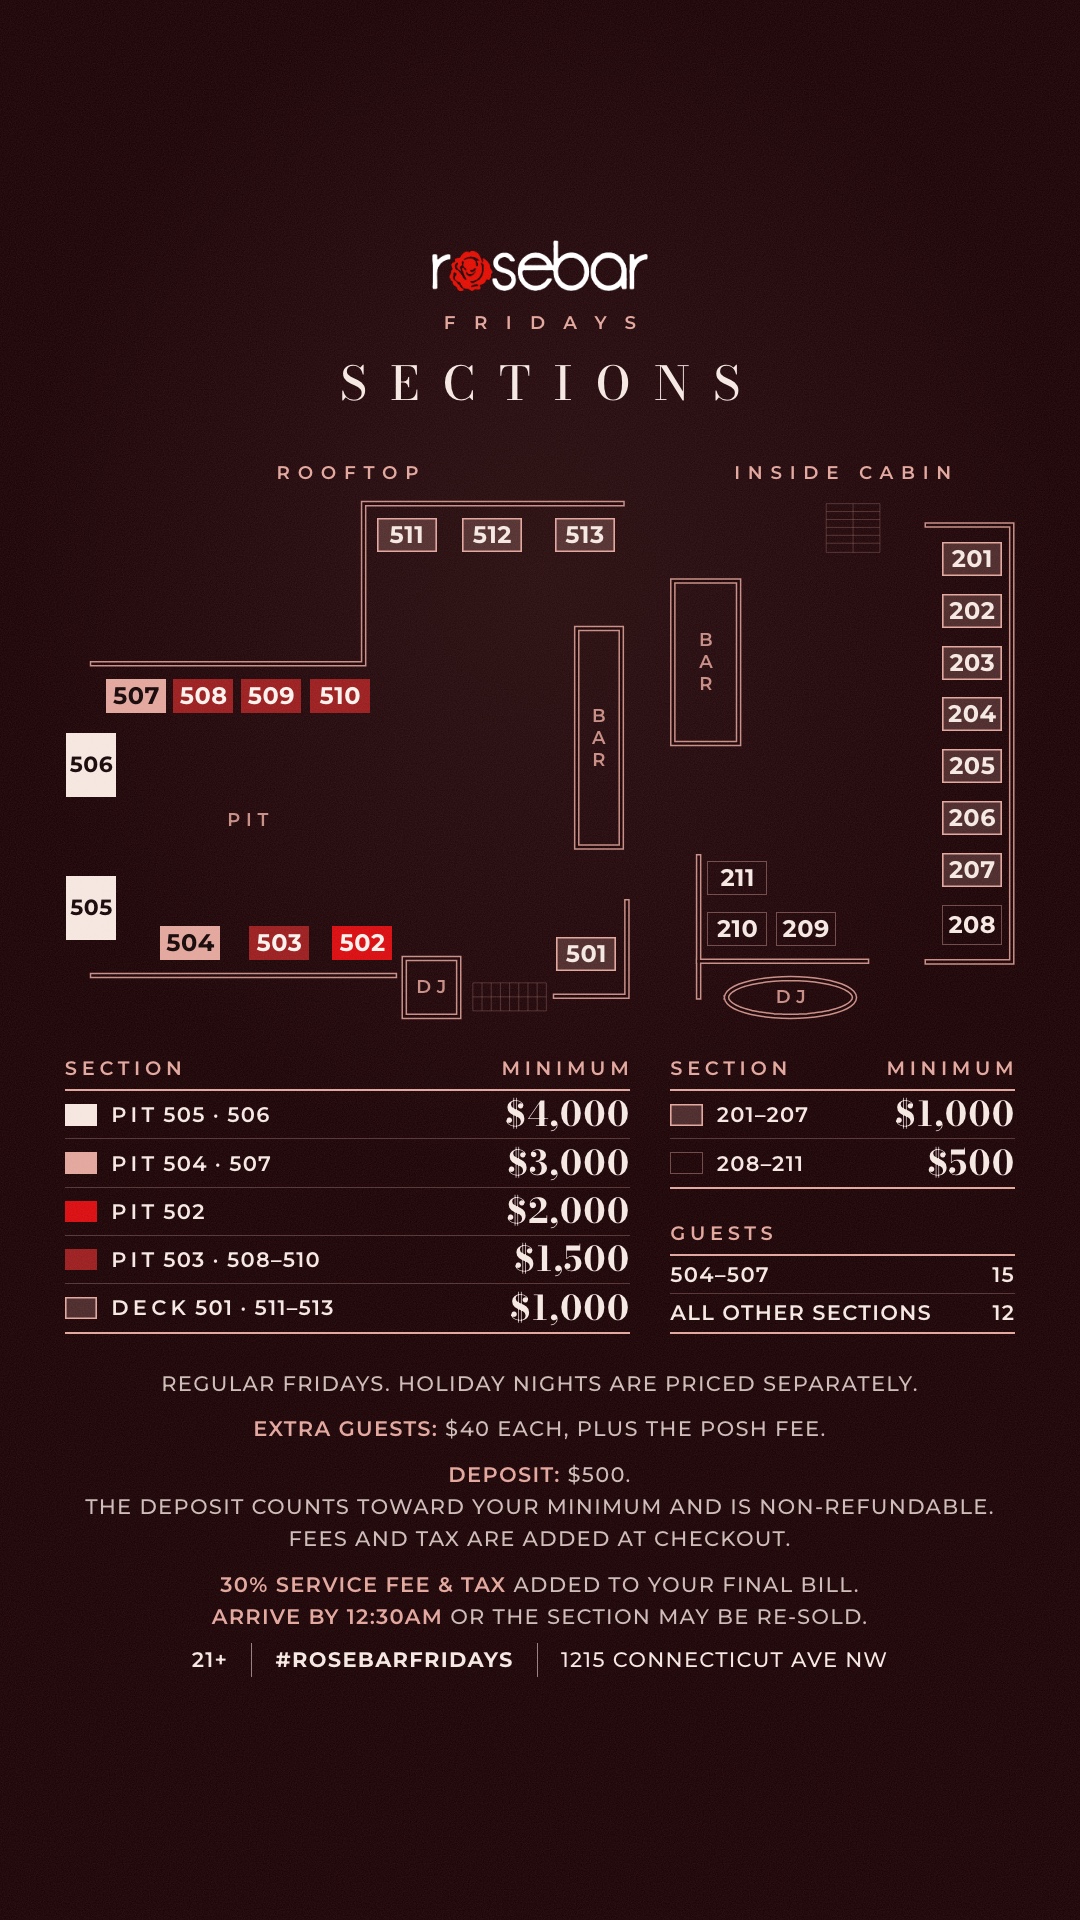 rosebar
FRIDAYS
SECTIONS
ROOFTOP
511 512 513
507 508 509 510
506
PIT
505
504 503 502
501
BAR
DJ
INSIDE CABIN
BAR
201
202
203
204
205
206
207
208
211
210 209
DJ
SECTION MINIMUM
PIT 505 · 506 $4,000
PIT 504 · 507 $3,000
PIT 502 $2,000
PIT 503 · 508–510 $1,500
DECK 501 · 511–513 $1,000
SECTION MINIMUM
201–207 $1,000
208–211 $500
GUESTS
504–507 15
ALL OTHER SECTIONS 12
REGULAR FRIDAYS. HOLIDAY NIGHTS ARE PRICED SEPARATELY.
EXTRA GUESTS: $40 EACH, PLUS THE POSH FEE.
DEPOSIT: $500.
THE DEPOSIT COUNTS TOWARD YOUR MINIMUM AND IS NON-REFUNDABLE.
FEES AND TAX ARE ADDED AT CHECKOUT.
30% SERVICE FEE & TAX ADDED TO YOUR FINAL BILL.
ARRIVE BY 12:30AM OR THE SECTION MAY BE RE-SOLD.
21+ #ROSEBARFRIDAYS 1215 CONNECTICUT AVE NW